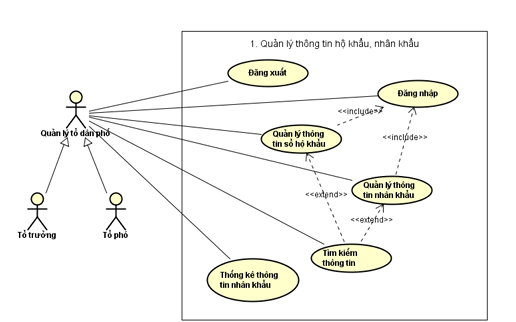 1. Quản lý thông tin hộ khẩu, nhân khẩu
Đăng xuất
Đăng nhập
<<include>>
Quản lý tổ dân phố
Quản lý thông
tin sổ hộ khẩu
<<include>>
Quản lý thông
tin nhân khẩu
<<extend>>
<<extend>>
Tổ trưởng
Tổ phó
Tìm kiếm
thông tin
Thống kê thông
tin nhân khẩu